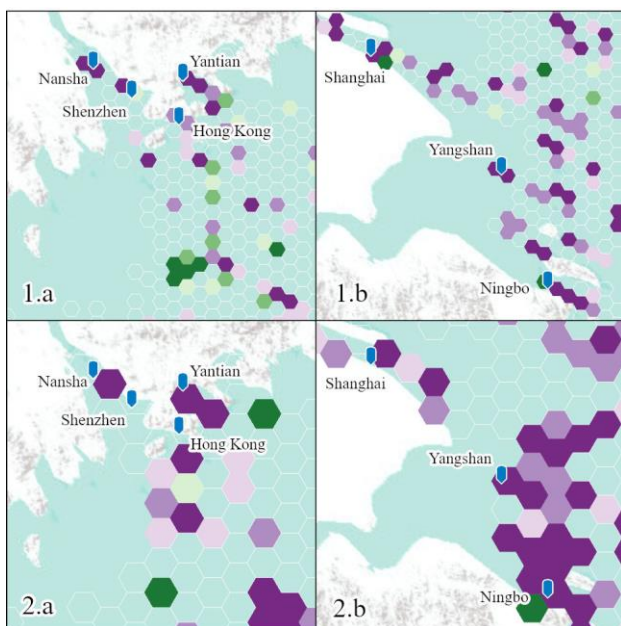 Nansha
Yantian
Shenzhen
Hong Kong
1.a
Shanghai
Yangshan
Ningbo
1.b
Nansha
Yantian
Shenzhen
Hong Kong
2.a
Shanghai
Yangshan
Ningbo
2.b